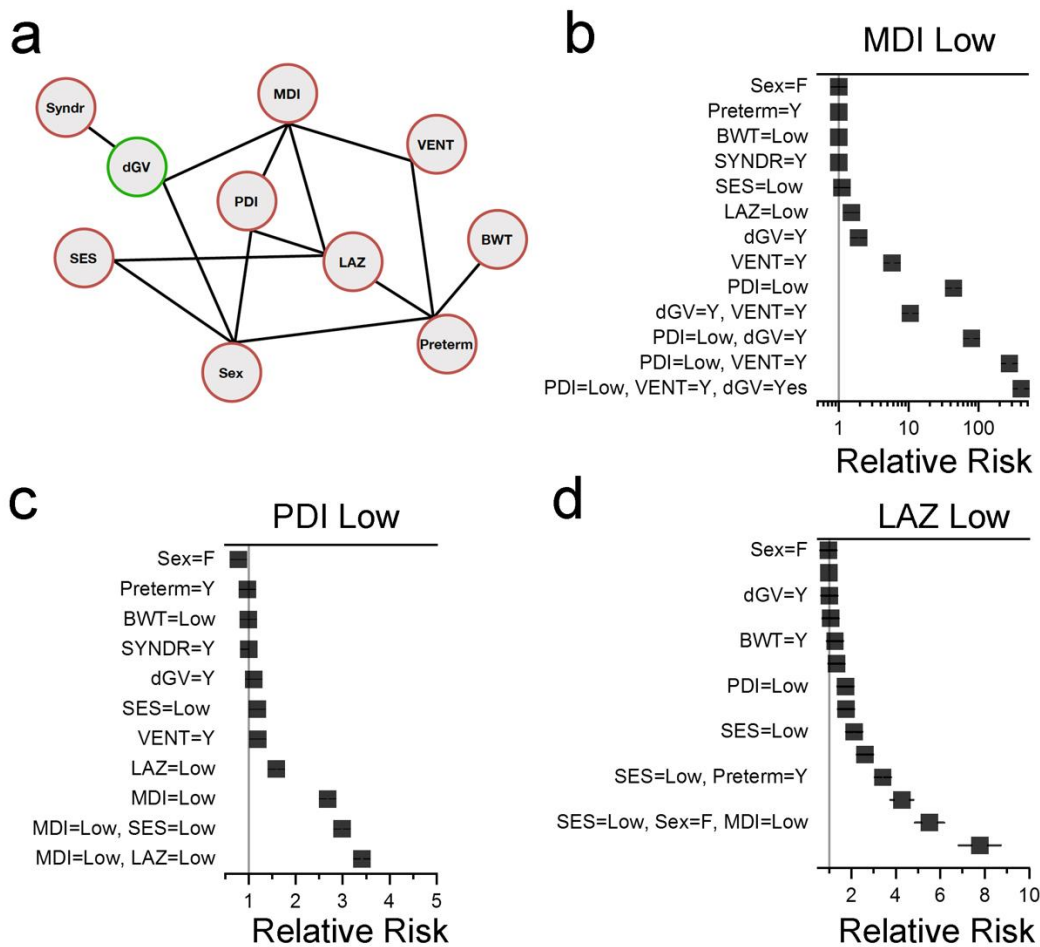 a
Syndr
MDI
dGV
VENT
PDI
BWT
SES
LAZ
Preterm
Sex
b
MDI Low
Sex=F
Preterm=Y
BWT=Low
SYNDR=Y
SES=Low
LAZ=Low
dGV=Y
VENT=Y
PDI=Low
dGV=Y, VENT=Y
PDI=Low, dGV=Y
PDI=Low, VENT=Y
PDI=Low, VENT=Y, dGV=Yes
1 10 100
Relative Risk
c
PDI Low
Sex=F
Preterm=Y
BWT=Low
SYNDR=Y
dGV=Y
SES=Low
VENT=Y
LAZ=Low
MDI=Low
MDI=Low, SES=Low
MDI=Low, LAZ=Low
1 2 3 4 5
Relative Risk
d
LAZ Low
Sex=F
dGV=Y
BWT=Y
PDI=Low
SES=Low
SES=Low, Preterm=Y
SES=Low, Sex=F, MDI=Low
2 4 6 8 10
Relative Risk